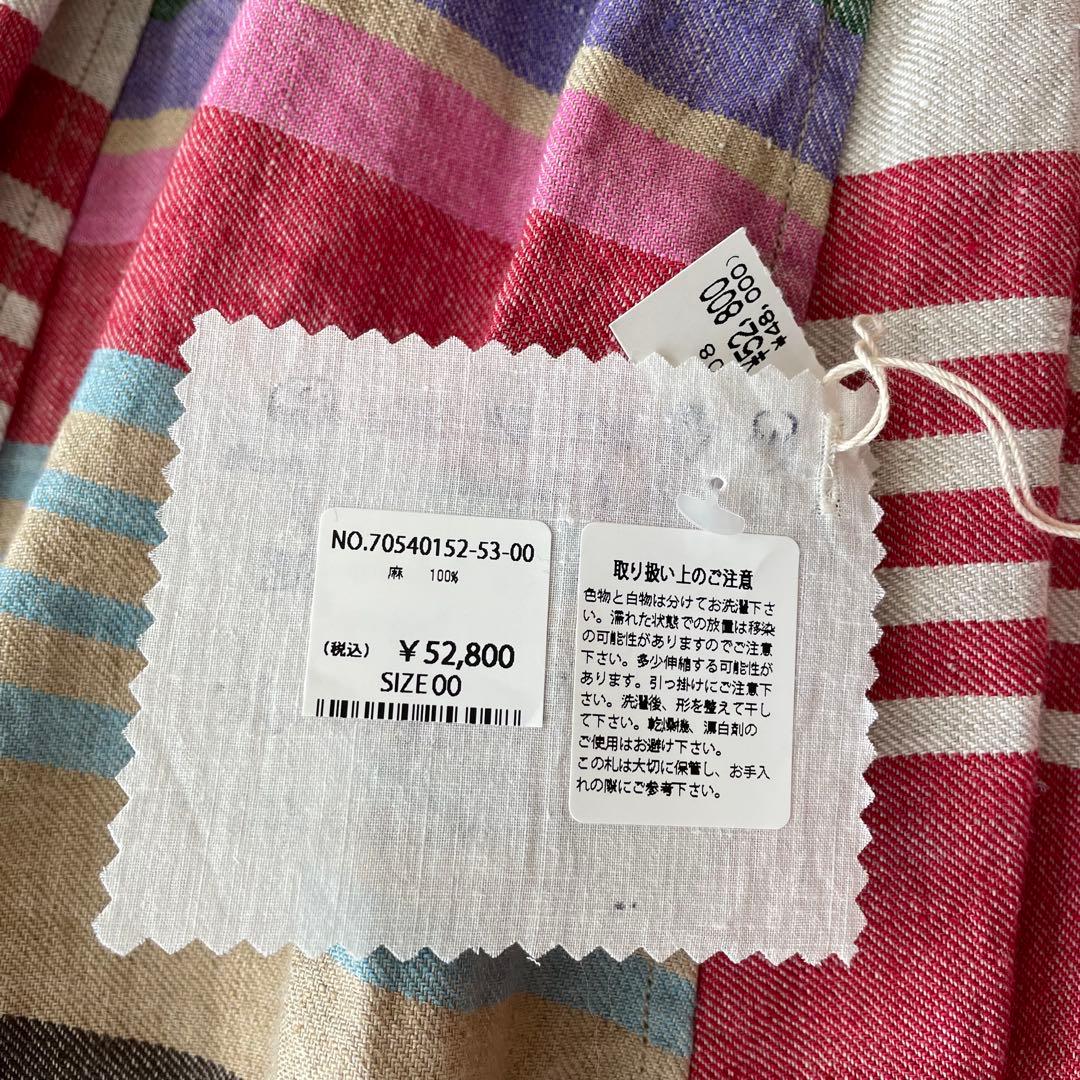 ¥52,800
¥48,000)
NO.70540152-53-00
麻 100%
(税込) ¥52,800
SIZE 00
取り扱い上のご注意
色物と白物は分けてお洗濯下さ
い。濡れた状態での放置は移染
の可能性がありますのでご注意
下さい。多少伸縮する可能性が
あります。引っ掛けにご注意下
さい。洗濯後、形を整えて干し
て下さい。乾燥機、漂白剤の
ご使用はお避け下さい。
この札は大切に保管し、お手入
れの際にご参考下さい。